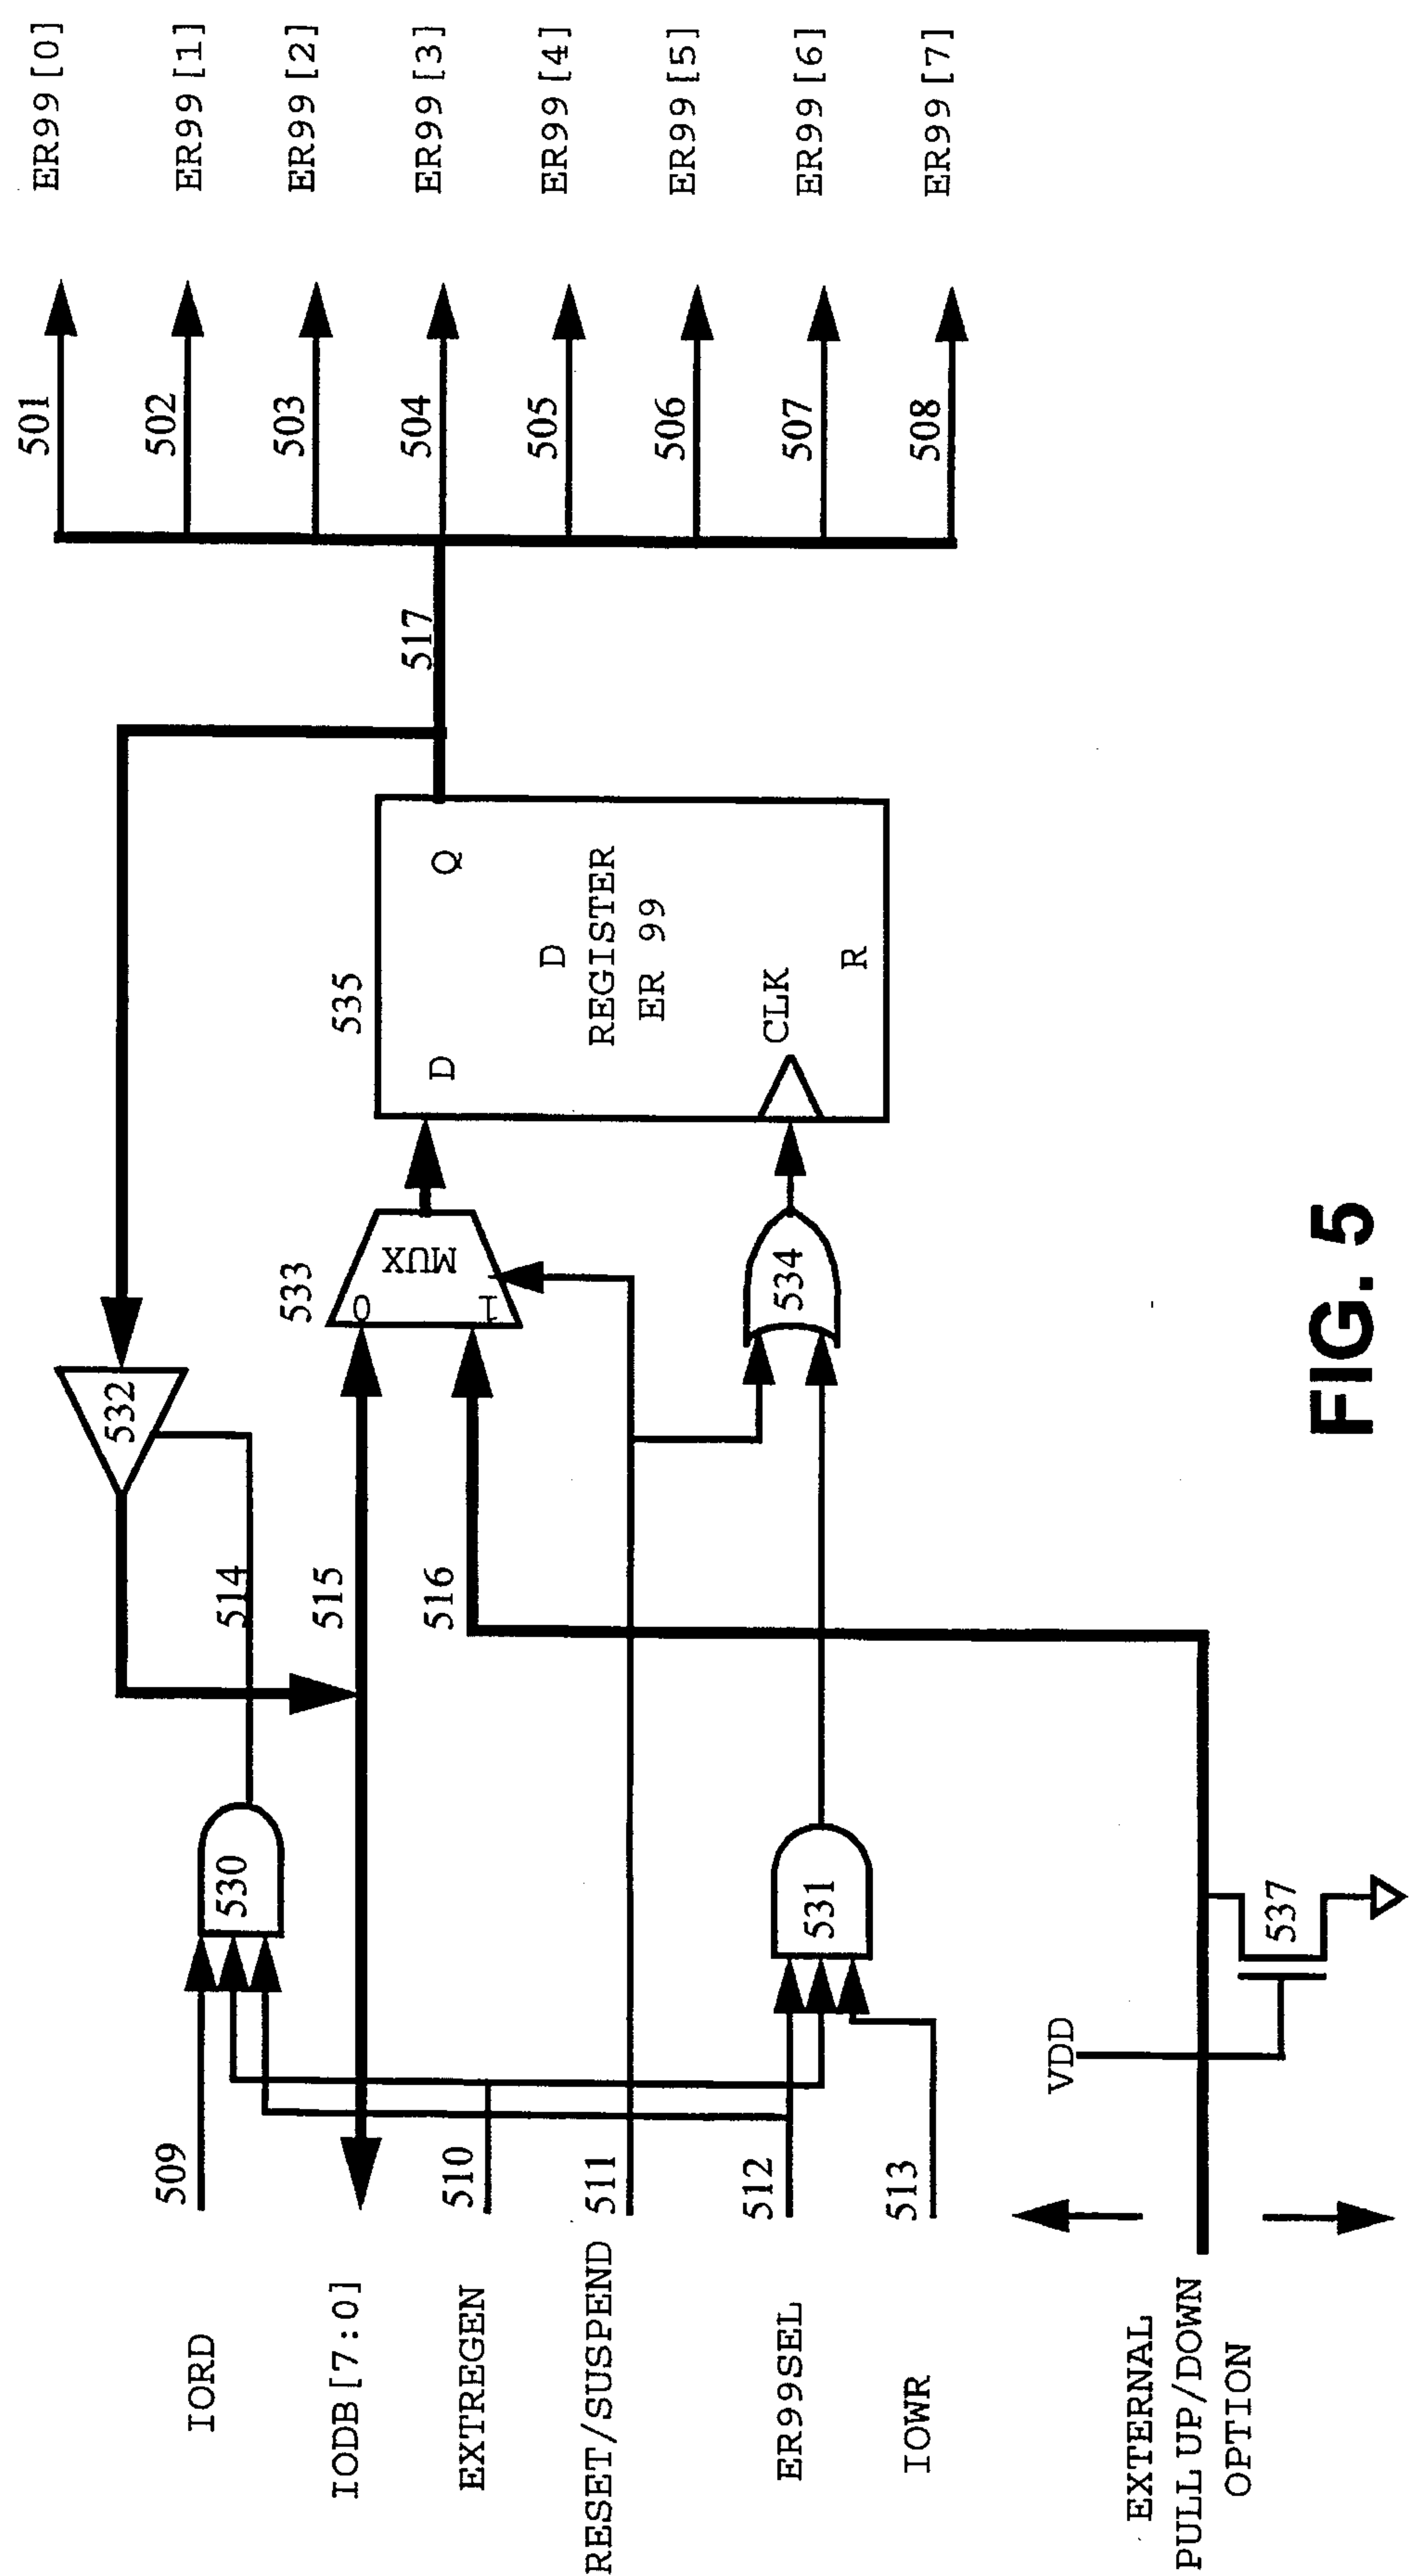 ER99[0]
ER99[1]
ER99[2]
ER99[3]
ER99[4]
ER99[5]
ER99[6]
ER99[7]
501
502
503
504
505
506
507
508
517
535
D
Q
D
REGISTER
ER 99
CLK
R
533
0
MUX
1
534
532
514
515
516
530
531
509
510
511
512
513
IORD
IODB[7:0]
EXTREGEN
RESET/SUSPEND
ER99SEL
IOWR
VDD
537
EXTERNAL
PULL UP/DOWN
OPTION
FIG. 5